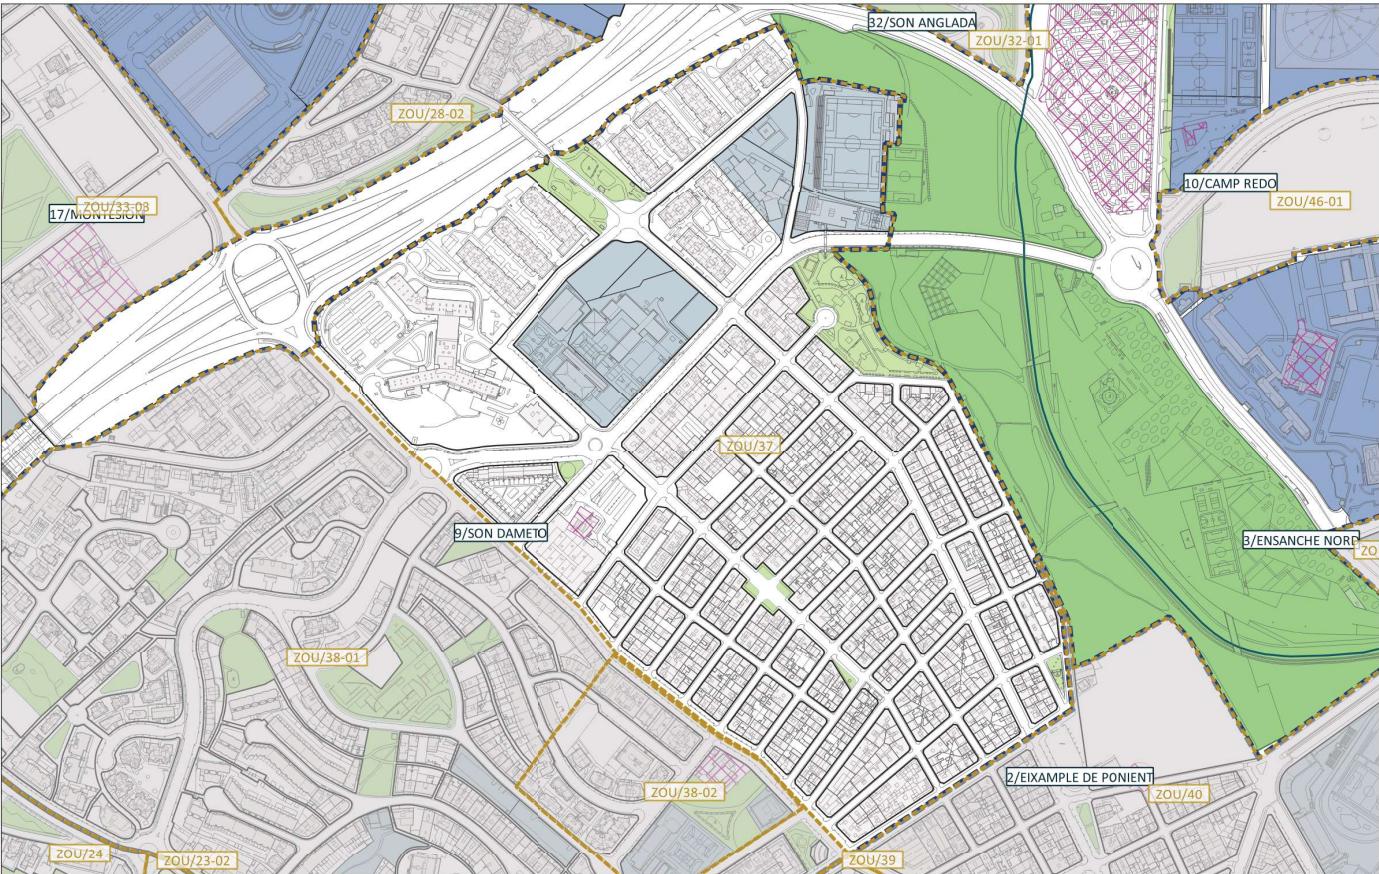 32/SON ANGLADA
ZOU/32-01
ZOU/28-02
10/CAMP REDO
ZOU/46-01
17/MONTESION
ZOU/33-03
ZOU/37
9/SON DAMETO
3/ENSANCHE NORD
ZO
ZOU/38-01
2/EIXAMPLE DE PONIENT
ZOU/38-02
ZOU/40
ZOU/24
ZOU/23-02
ZOU/39